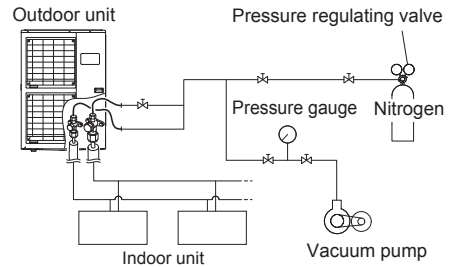 Outdoor unit
Pressure regulating valve
Pressure gauge
Nitrogen
Indoor unit
Vacuum pump